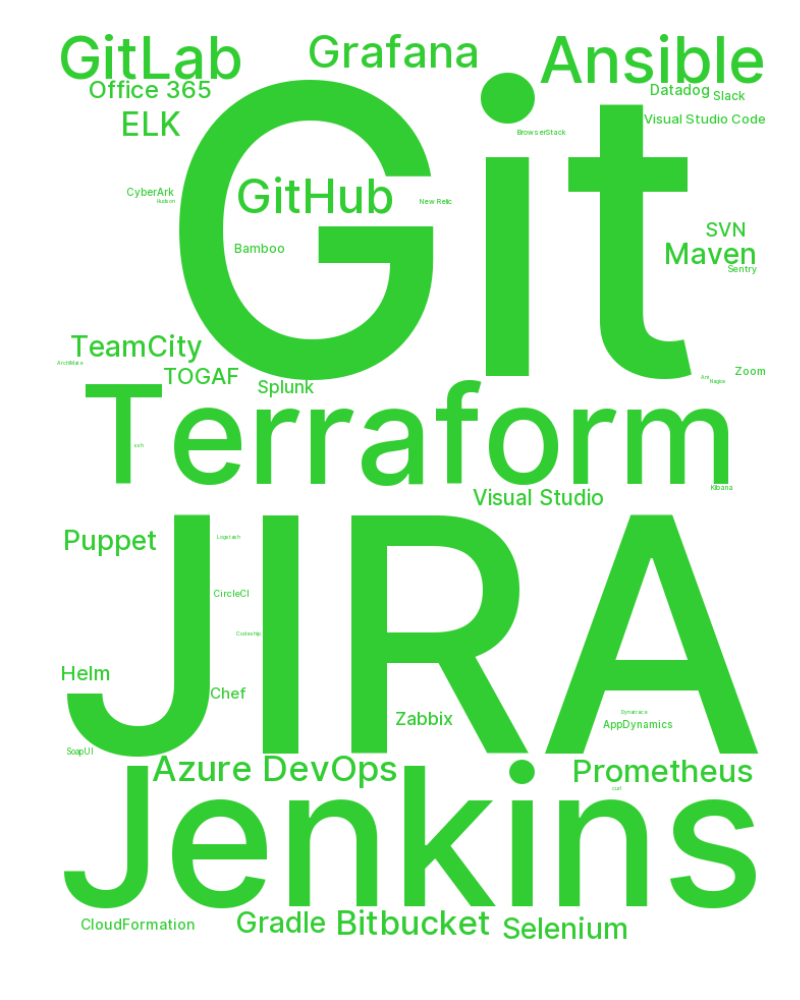 GitLab
Grafana
Ansible
Office 365
Datadog
Slack
ELK
Visual Studio Code
BrowserStack
Git
CyberArk
Hudson
GitHub
New Relic
Bamboo
SVN
Maven
Sentry
TeamCity
ArchiMate
TOGAF
Splunk
Zoom
Ant
Nagios
Terraform
Kibana
Visual Studio
Puppet
Logstash
CircleCI
Codeship
JIRA
Helm
Chef
Zabbix
Dynatrace
AppDynamics
SoapUI
Azure DevOps
Prometheus
curl
Jenkins
CloudFormation
Gradle
Bitbucket
Selenium